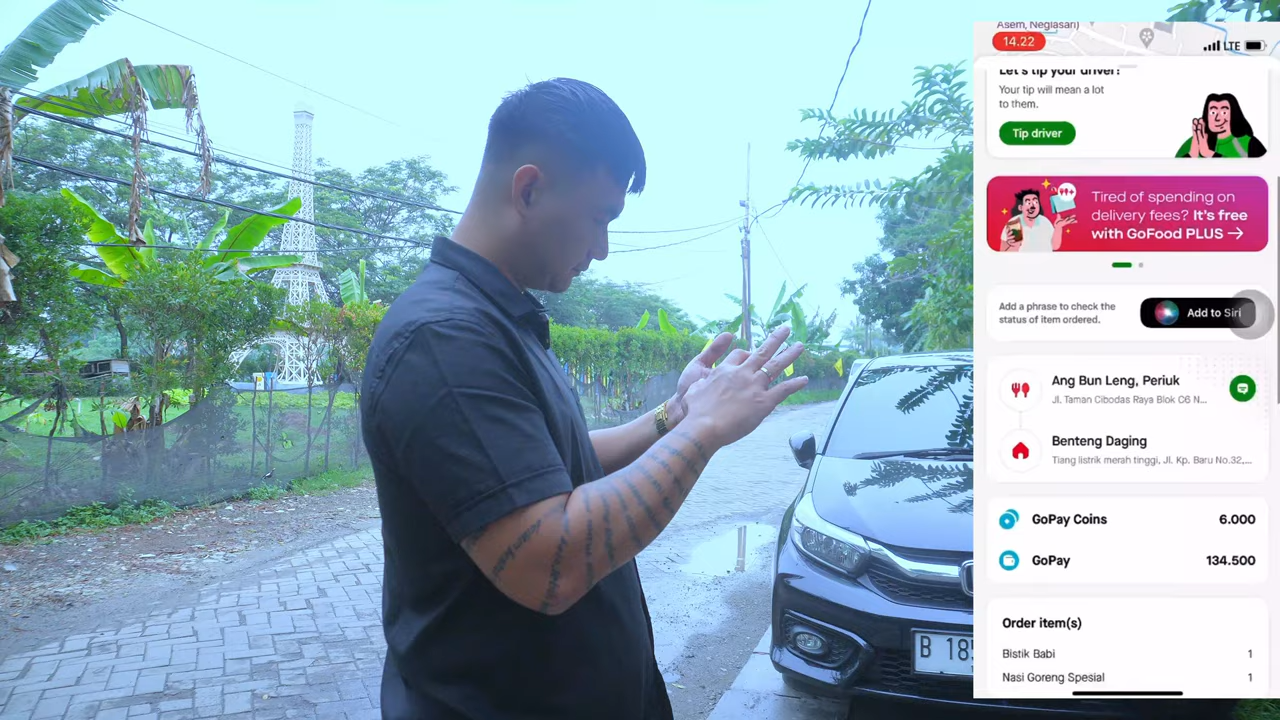 Asem, Neglasari)
14.22
LTE
Let's tip your driver!
Your tip will mean a lot
to them.
Tip driver
Tired of spending on
delivery fees? It's free
with GoFood PLUS →
Add a phrase to check the
status of item ordered.
Add to Siri
Ang Bun Leng, Periuk
Jl. Taman Cibodas Raya Blok C6 N...
Benteng Daging
Tiang listrik merah tinggi, Jl. Kp. Baru No.32,...
GoPay Coins 6.000
GoPay 134.500
Order item(s)
Bistik Babi 1
Nasi Goreng Spesial 1
B 185